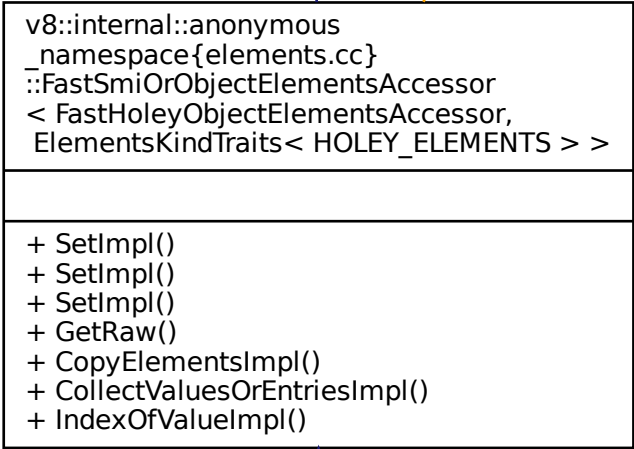 v8::internal::anonymous
_namespace{elements.cc}
::FastSmiOrObjectElementsAccessor
< FastHoleyObjectElementsAccessor,
 ElementsKindTraits< HOLEY_ELEMENTS > >
+ SetImpl()
+ SetImpl()
+ SetImpl()
+ GetRaw()
+ CopyElementsImpl()
+ CollectValuesOrEntriesImpl()
+ IndexOfValueImpl()